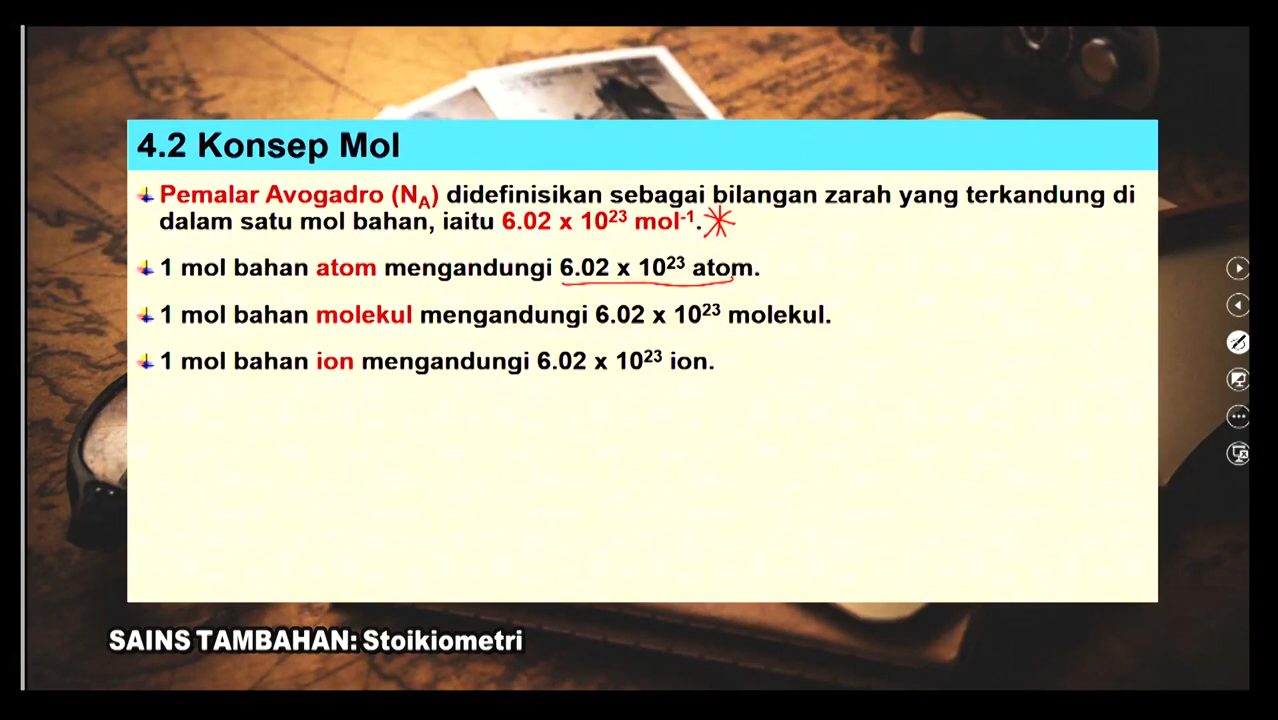 4.2 Konsep Mol
Pemalar Avogadro (N_A) didefinisikan sebagai bilangan zarah yang terkandung di
dalam satu mol bahan, iaitu 6.02 x 10²³ mol⁻¹.
1 mol bahan atom mengandungi 6.02 x 10²³ atom.
1 mol bahan molekul mengandungi 6.02 x 10²³ molekul.
1 mol bahan ion mengandungi 6.02 x 10²³ ion.
SAINS TAMBAHAN: Stoikiometri